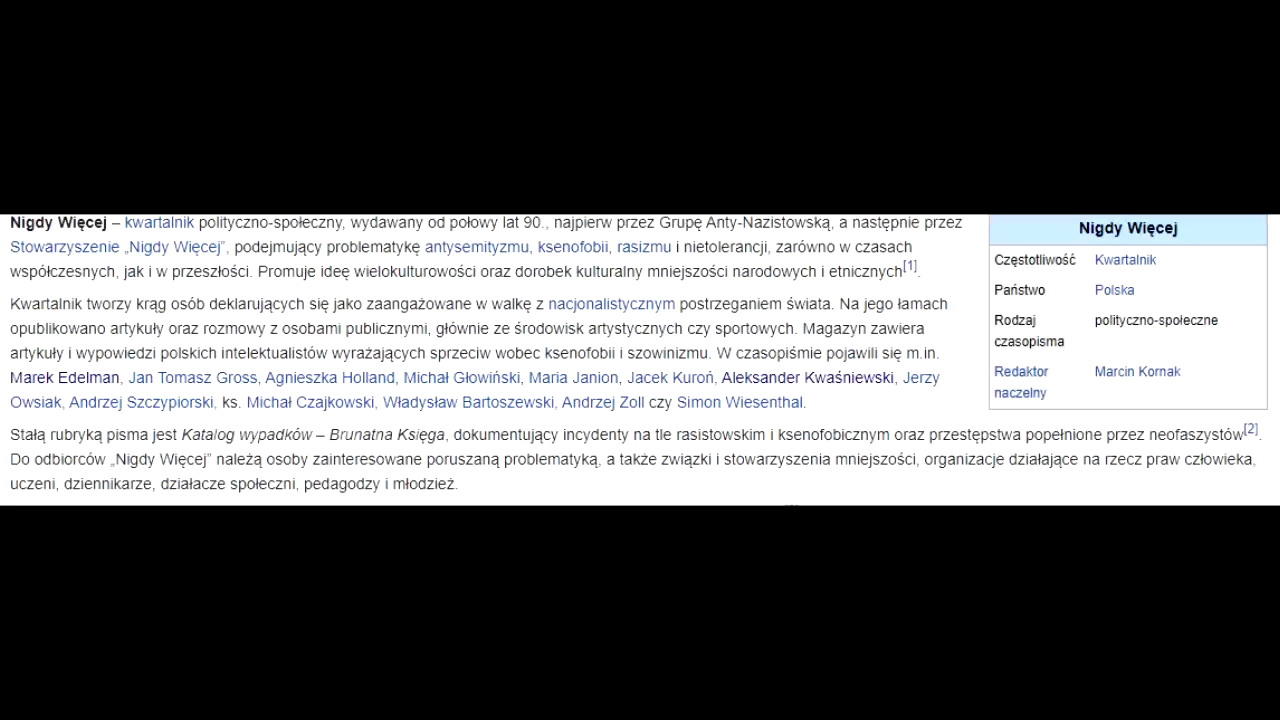 Nigdy Więcej – kwartalnik polityczno-społeczny, wydawany od połowy lat 90., najpierw przez Grupę Anty-Nazistowską, a następnie przez
Stowarzyszenie „Nigdy Więcej”, podejmujący problematykę antysemityzmu, ksenofobii, rasizmu i nietolerancji, zarówno w czasach
współczesnych, jak i w przeszłości. Promuje ideę wielokulturowości oraz dorobek kulturalny mniejszości narodowych i etnicznych[1].
Kwartalnik tworzy krąg osób deklarujących się jako zaangażowane w walkę z nacjonalistycznym postrzeganiem świata. Na jego łamach
opublikowano artykuły oraz rozmowy z osobami publicznymi, głównie ze środowisk artystycznych czy sportowych. Magazyn zawiera
artykuły i wypowiedzi polskich intelektualistów wyrażających sprzeciw wobec ksenofobii i szowinizmu. W czasopiśmie pojawili się m.in.
Marek Edelman, Jan Tomasz Gross, Agnieszka Holland, Michał Głowiński, Maria Janion, Jacek Kuroń, Aleksander Kwaśniewski, Jerzy
Owsiak, Andrzej Szczypiorski, ks. Michał Czajkowski, Władysław Bartoszewski, Andrzej Zoll czy Simon Wiesenthal.
Stałą rubryką pisma jest Katalog wypadków – Brunatna Księga, dokumentujący incydenty na tle rasistowskim i ksenofobicznym oraz przestępstwa popełnione przez neofaszystów[2].
Do odbiorców „Nigdy Więcej” należą osoby zainteresowane poruszaną problematyką, a także związki i stowarzyszenia mniejszości, organizacje działające na rzecz praw człowieka,
uczeni, dziennikarze, działacze społeczni, pedagodzy i młodzież.
Nigdy Więcej
Częstotliwość Kwartalnik
Państwo Polska
Rodzaj polityczno-społeczne
czasopisma
Redaktor Marcin Kornak
naczelny